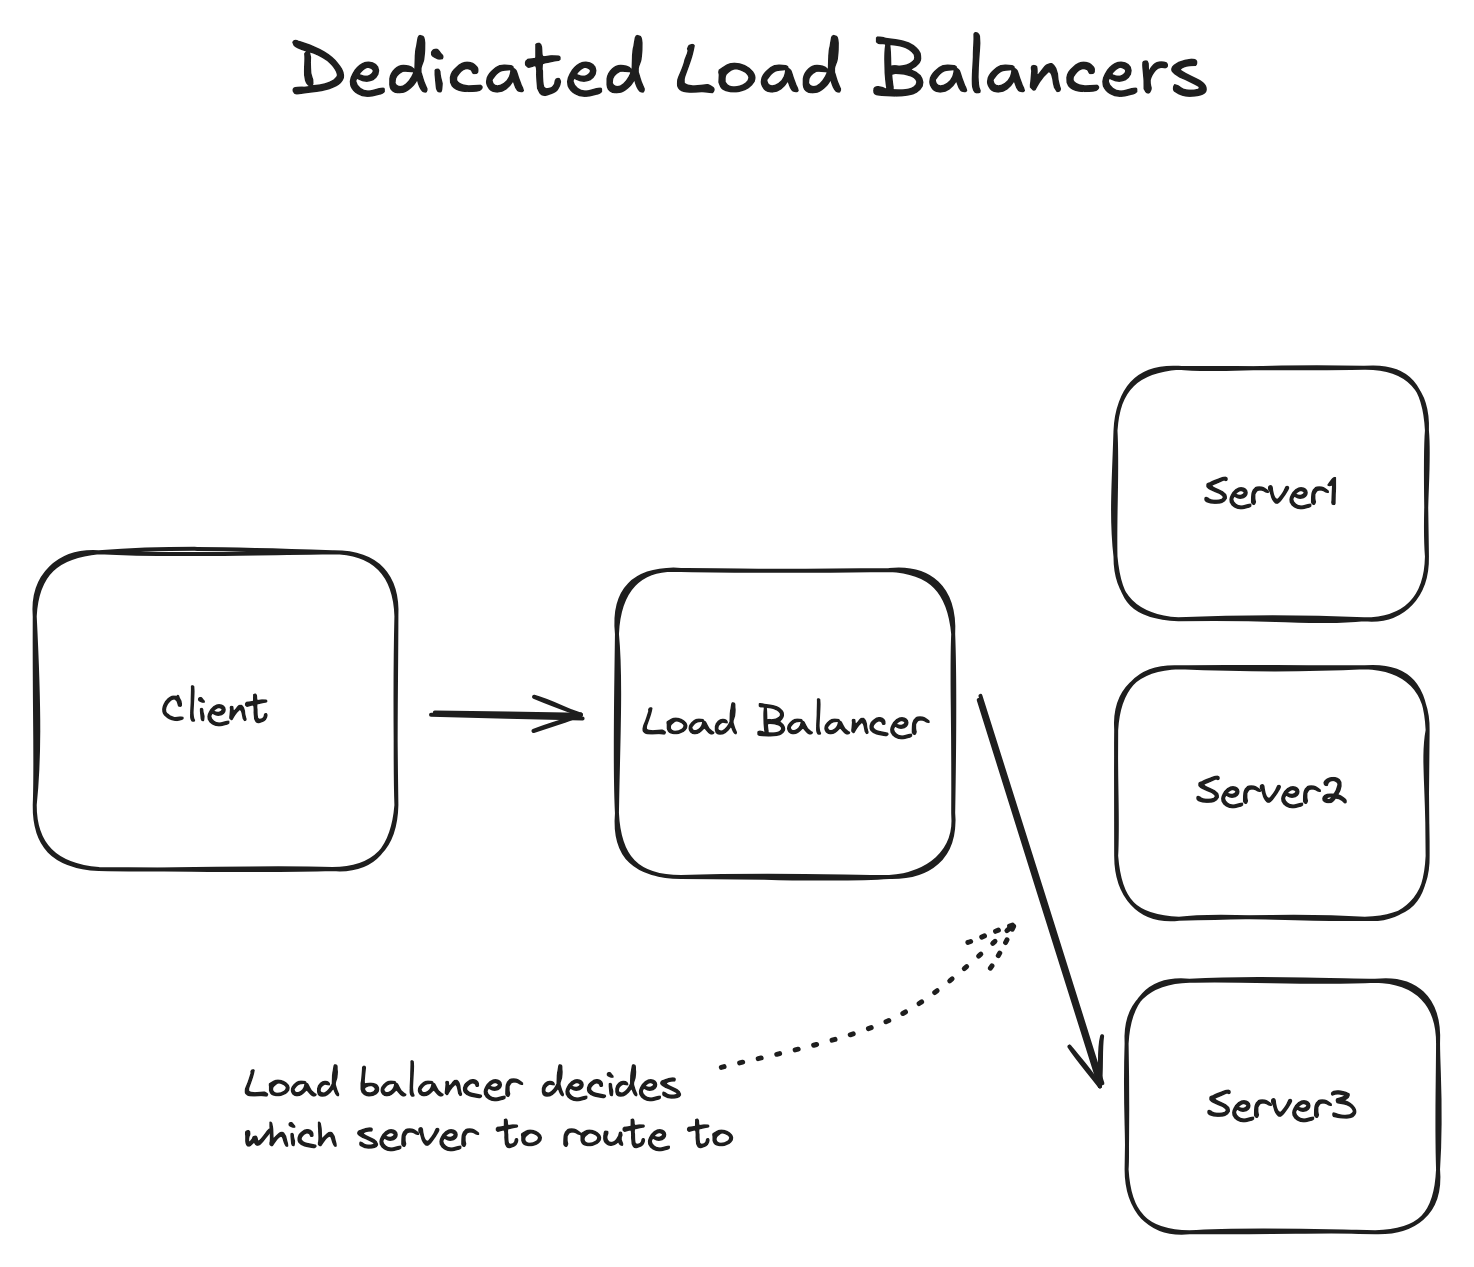 Dedicated Load Balancers
Server1
Client
Load Balancer
Server2
Load balancer decides
which server to route to
Server3